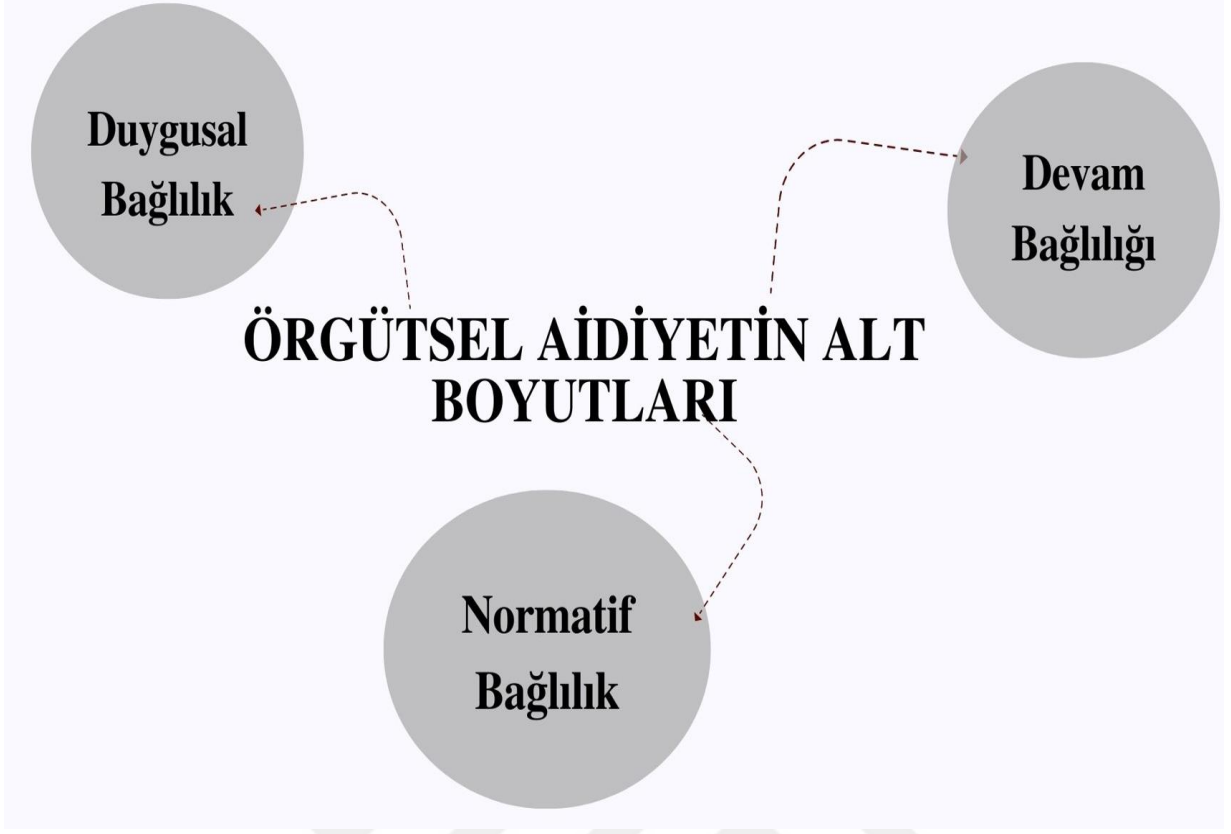 Duygusal
Bağlılık
Devam
Bağlılığı
ÖRGÜTSEL AİDİYETİN ALT
BOYUTLARI
Normatif
Bağlılık